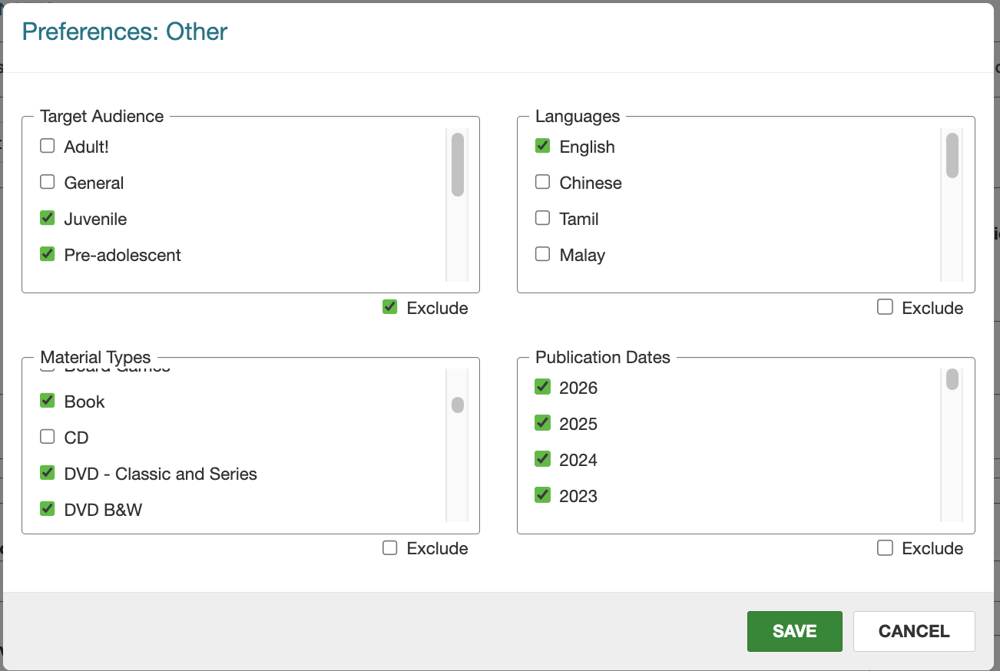 Preferences: Other
Target Audience
Adult!
General
Juvenile
Pre-adolescent
Exclude
Languages
English
Chinese
Tamil
Malay
Exclude
Material Types
Board Games
Book
CD
DVD - Classic and Series
DVD B&W
Exclude
Publication Dates
2026
2025
2024
2023
Exclude
SAVE
CANCEL